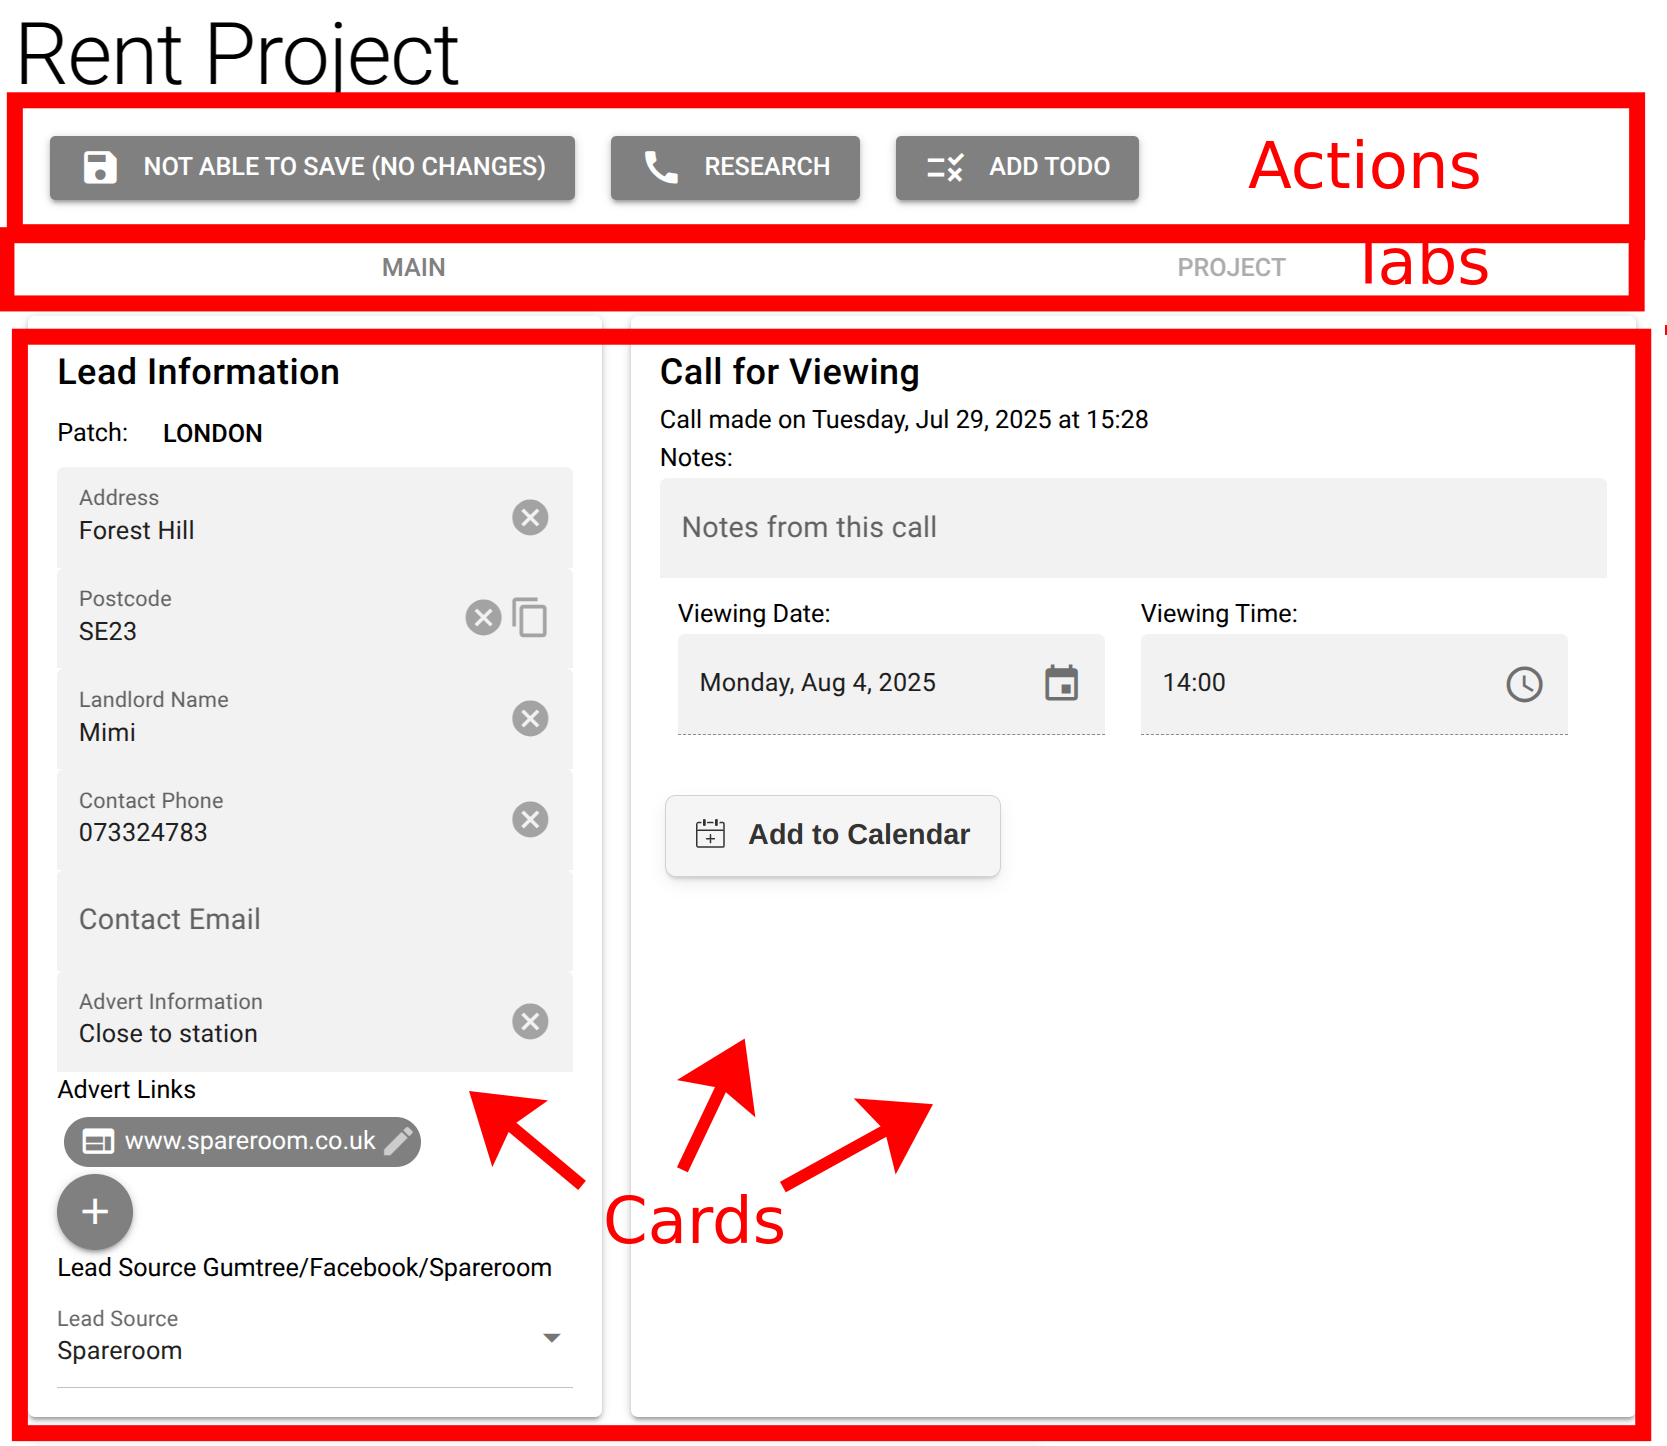 Rent Project
NOT ABLE TO SAVE (NO CHANGES)
RESEARCH
ADD TODO
Actions
MAIN
PROJECT
Tabs
Lead Information
Patch: LONDON
Address
Forest Hill
Postcode
SE23
Landlord Name
Mimi
Contact Phone
073324783
Contact Email
Advert Information
Close to station
Advert Links
www.spareroom.co.uk
Lead Source Gumtree/Facebook/Spareroom
Lead Source
Spareroom
Call for Viewing
Call made on Tuesday, Jul 29, 2025 at 15:28
Notes:
Notes from this call
Viewing Date:
Monday, Aug 4, 2025
Viewing Time:
14:00
Add to Calendar
Cards